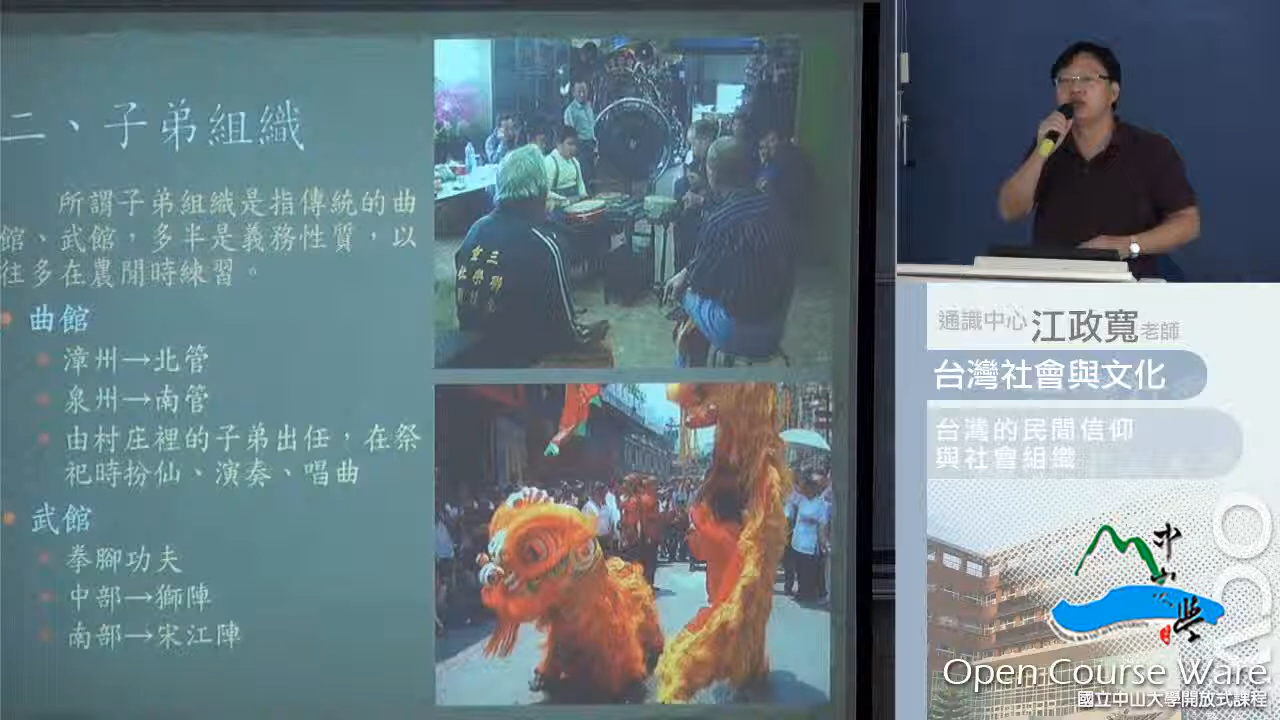 二、子弟組織
所謂子弟組織是指傳統的曲
館、武館，多半是義務性質，以
往多在農閒時練習。
曲館
漳州→北管
泉州→南管
由村庄裡的子弟出任，在祭
祀時扮仙、演奏、唱曲
武館
拳腳功夫
中部→獅陣
南部→宋江陣
通識中心 江政寬老師
台灣社會與文化
台灣的民間信仰
與社會組織
中山大學
OCW
Open Course Ware
國立中山大學開放式課程